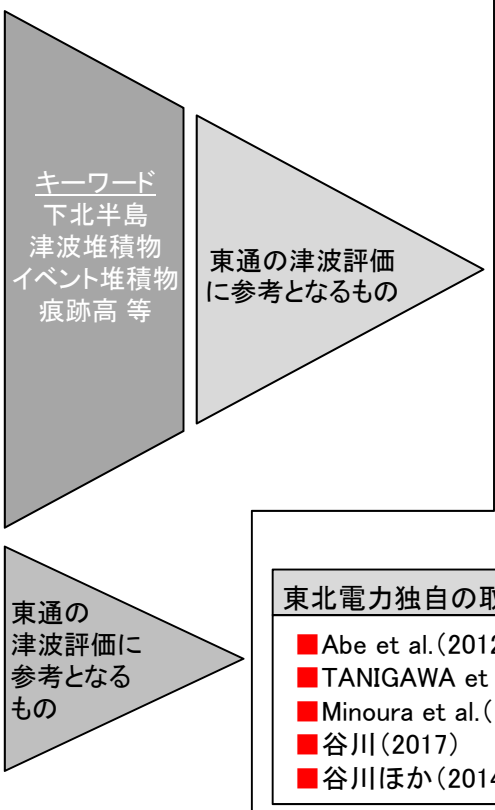 キーワード
下北半島
津波堆積物
イベント堆積物
痕跡高 等
東通の津波評価
に参考となるもの
東通の
津波評価に
参考となる
もの
東北電力独自の取
■Abe et al.(2012
■TANIGAWA et
■Minoura et al.(
■谷川(2017)
■谷川ほか(2014